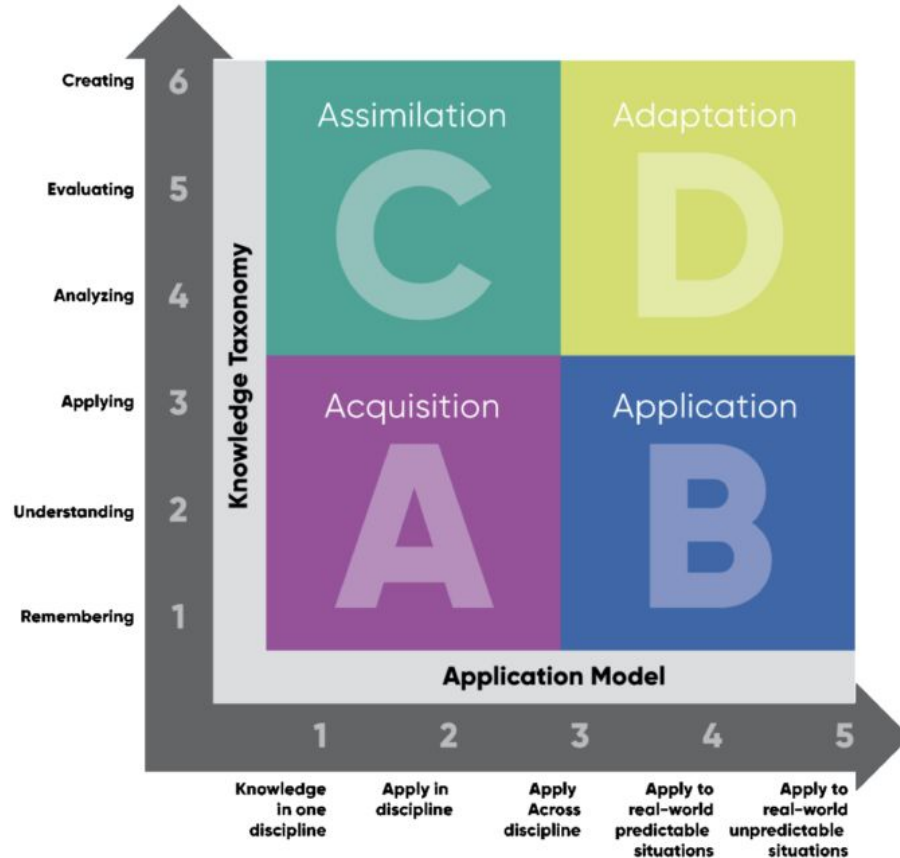 Creating
6
Evaluating
5
Analyzing
4
Applying
3
Understanding
2
Remembering
1
Knowledge Taxonomy
Assimilation
C
Adaptation
D
Acquisition
A
Application
B
Application Model
1
2
3
4
5
Knowledge
in one
discipline
Apply in
discipline
Apply
Across
discipline
Apply to
real-world
predictable
situations
Apply to
real-world
unpredictable
situations